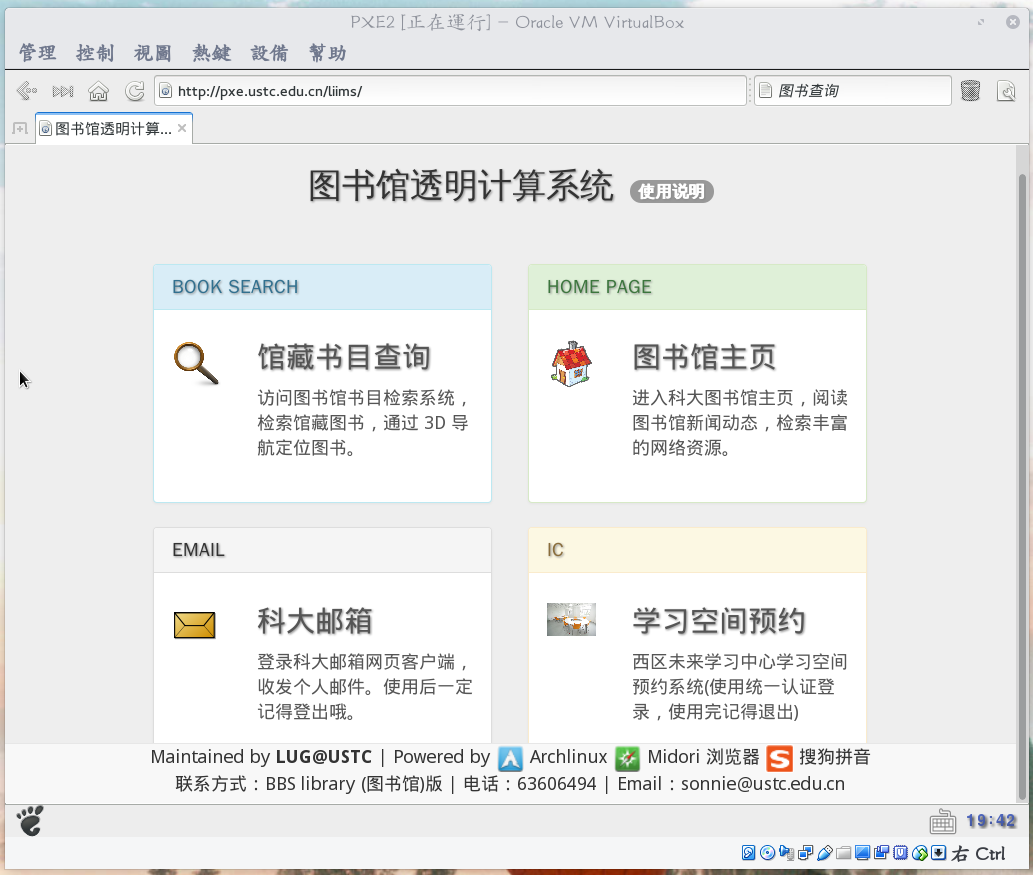 PXE2 [正在運行] - Oracle VM VirtualBox
管理 控制 視圖 熱鍵 設備 幫助
http://pxe.ustc.edu.cn/liims/ 图书查询
图书馆透明计算...
图书馆透明计算系统 使用说明
BOOK SEARCH
馆藏书目查询
访问图书馆书目检索系统，
检索馆藏图书，通过 3D 导
航定位图书。
HOME PAGE
图书馆主页
进入科大图书馆主页，阅读
图书馆新闻动态，检索丰富
的网络资源。
EMAIL
科大邮箱
登录科大邮箱网页客户端，
收发个人邮件。使用后一定
记得登出哦。
IC
学习空间预约
西区未来学习中心学习空间
预约系统(使用统一认证登
录，使用完记得退出)
Maintained by LUG@USTC | Powered by Archlinux Midori 浏览器 搜狗拼音
联系方式：BBS library (图书馆)版 | 电话：63606494 | Email：sonnie@ustc.edu.cn
19:42
右 Ctrl